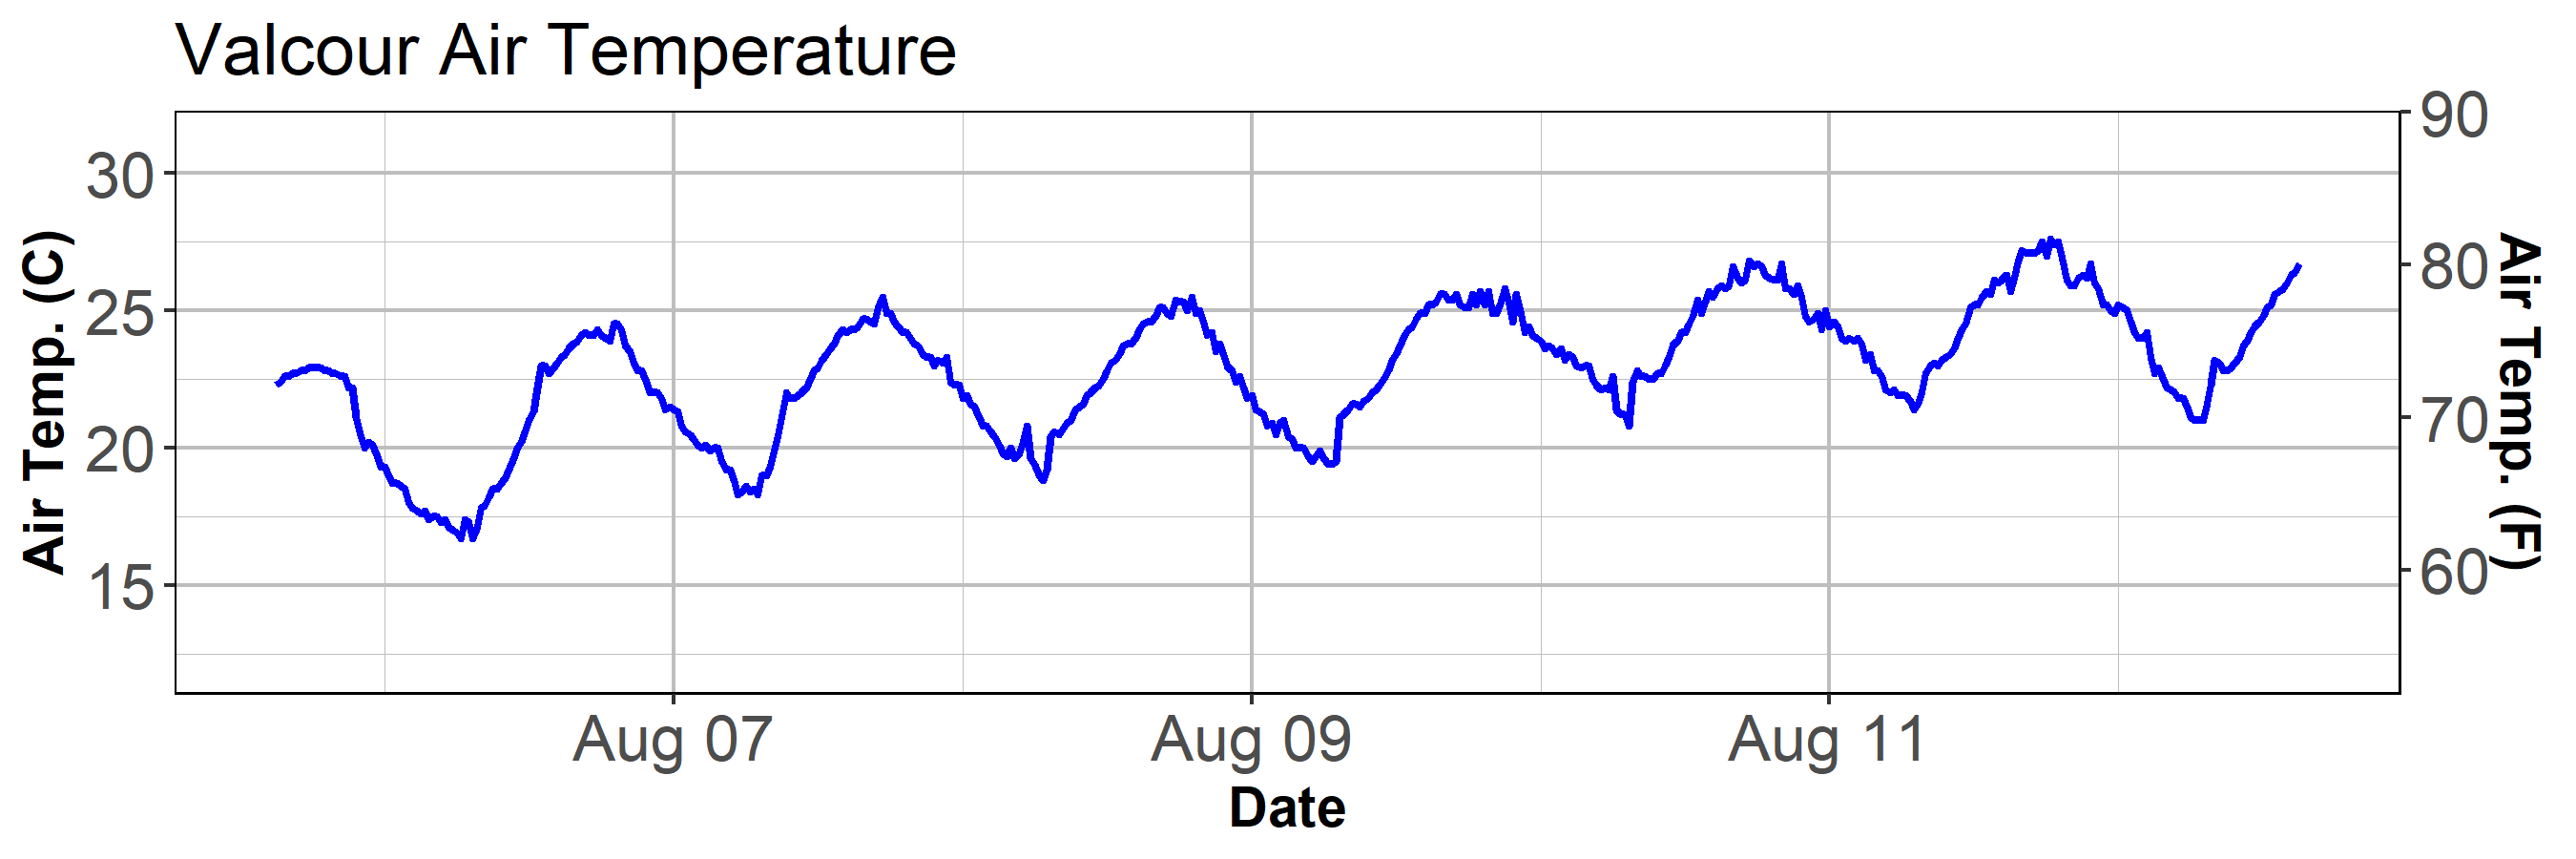 Valcour Air Temperature
Air Temp. (C)
30
25
20
15
90
80
70
60
Air Temp. (F)
Aug 07
Aug 09
Aug 11
Date